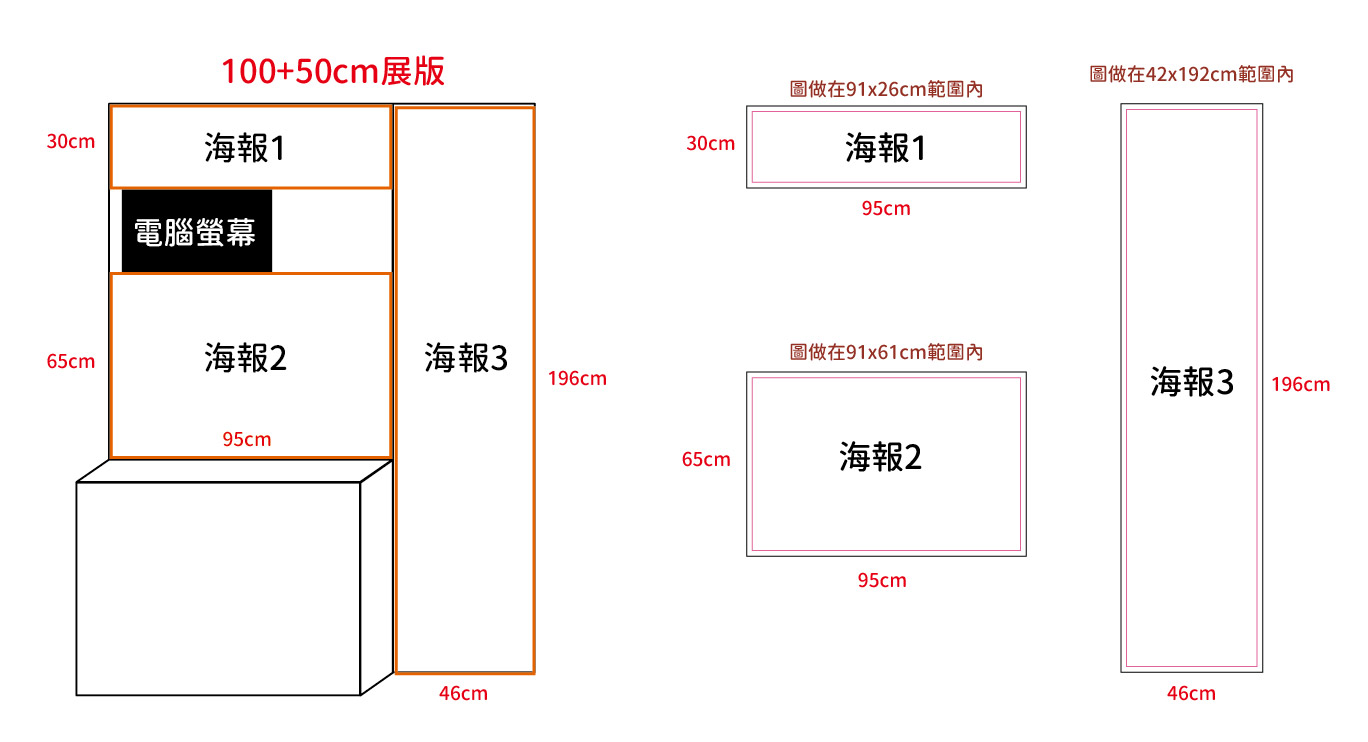 100+50cm展版
30cm
海報1
電腦螢幕
65cm
海報2
95cm
海報3
196cm
46cm
圖做在91x26cm範圍內
30cm
海報1
95cm
圖做在91x61cm範圍內
65cm
海報2
95cm
圖做在42x192cm範圍內
海報3
196cm
46cm